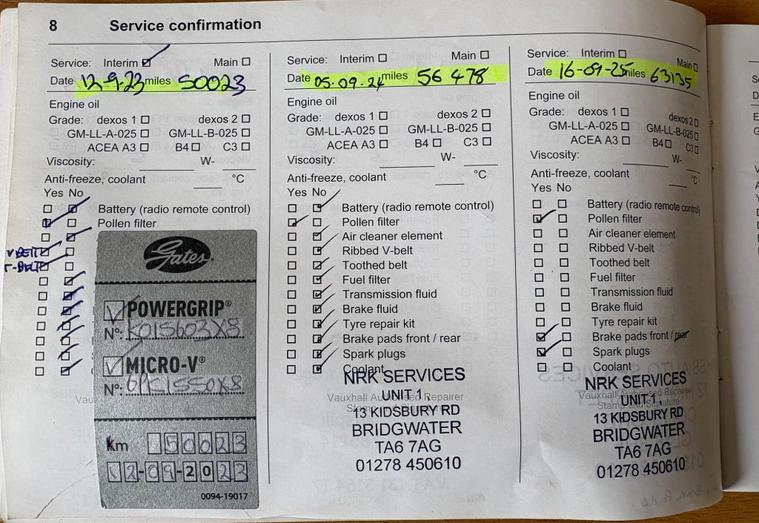 8 Service confirmation
Service: Interim Main
Date 12-9-23 miles 50023
Engine oil
Grade: dexos 1 dexos 2
GM-LL-A-025 GM-LL-B-025
ACEA A3 B4 C3
Viscosity: W-
Anti-freeze, coolant °C
Yes No
Battery (radio remote control)
Pollen filter
V BELT
T-BELT
Gates
POWERGRIP®
Nº: K015603XS
MICRO-V®
Nº: 6PK1550XS
km 50023
12-09-2023
0094-19017
Service: Interim Main
Date 05.09.24 miles 56 478
Engine oil
Grade: dexos 1 dexos 2
GM-LL-A-025 GM-LL-B-025
ACEA A3 B4 C3
Viscosity: W-
Anti-freeze, coolant °C
Yes No
Battery (radio remote control)
Pollen filter
Air cleaner element
Ribbed V-belt
Toothed belt
Fuel filter
Transmission fluid
Brake fluid
Tyre repair kit
Brake pads front / rear
Spark plugs
Coolant
NRK SERVICES
UNIT 1,
Vauxhall Authorised Repairer
13 KIDSBURY RD
BRIDGWATER
TA6 7AG
01278 450610
Service: Interim Main
Date 16-09-25 miles 63135
Engine oil
Grade: dexos 1 dexos 2
GM-LL-A-025 GM-LL-B-025
ACEA A3 B4 C3
Viscosity: W-
Anti-freeze, coolant °C
Yes No
Battery (radio remote control)
Pollen filter
Air cleaner element
Ribbed V-belt
Toothed belt
Fuel filter
Transmission fluid
Brake fluid
Tyre repair kit
Brake pads front / rear
Spark plugs
Coolant
NRK SERVICES
Vauxhall Authorised Repairer
UNIT 1,
Stamp and signature
13 KIDSBURY RD
BRIDGWATER
TA6 7AG
01278 450610